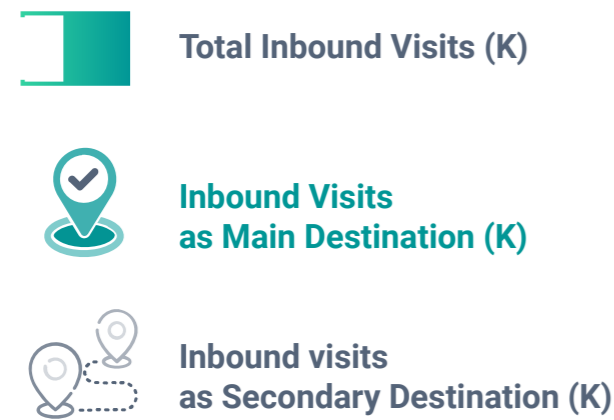 Total Inbound Visits (K)
Inbound Visits
as Main Destination (K)
Inbound visits
as Secondary Destination (K)